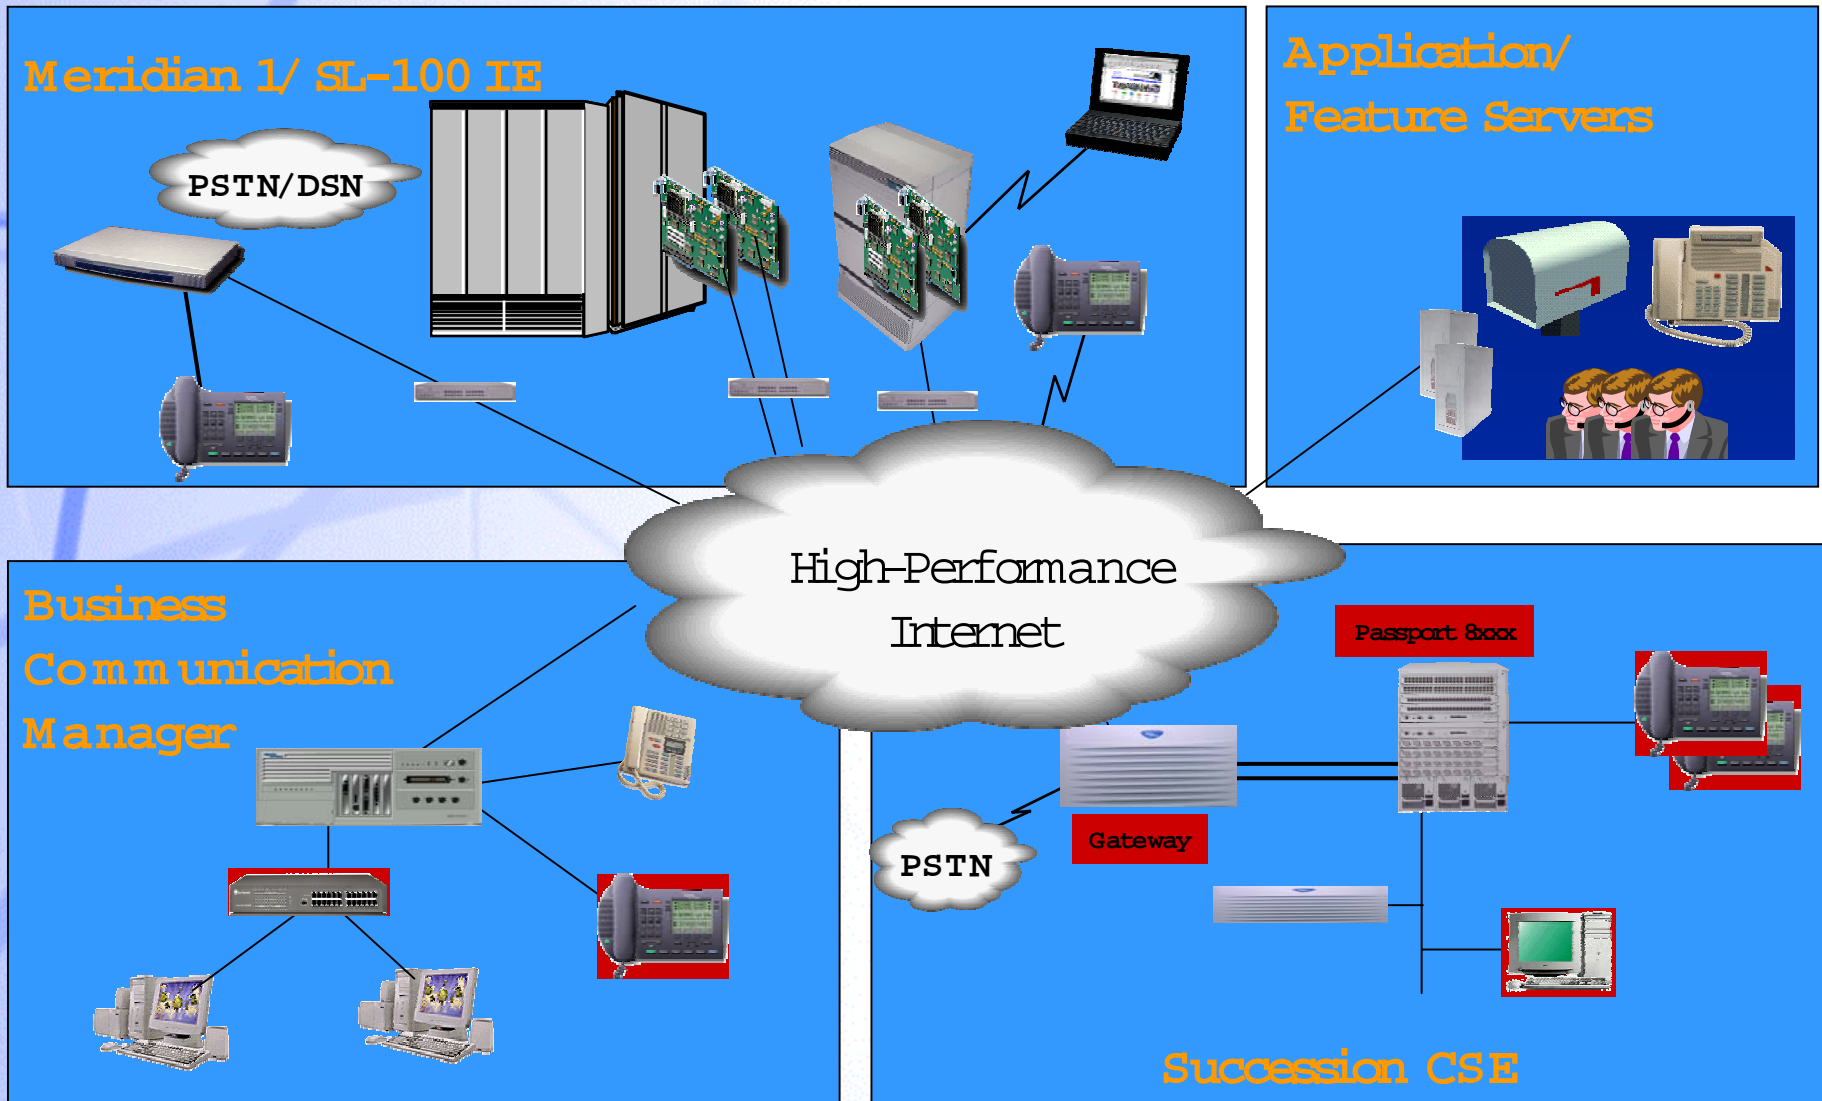 Meridian 1/ SL-100 IE
PSTN/DSN
Application/
Feature Servers
High-Performance
Internet
Business
Communication
Manager
Passport 8xxx
Gateway
PSTN
Succession CSE